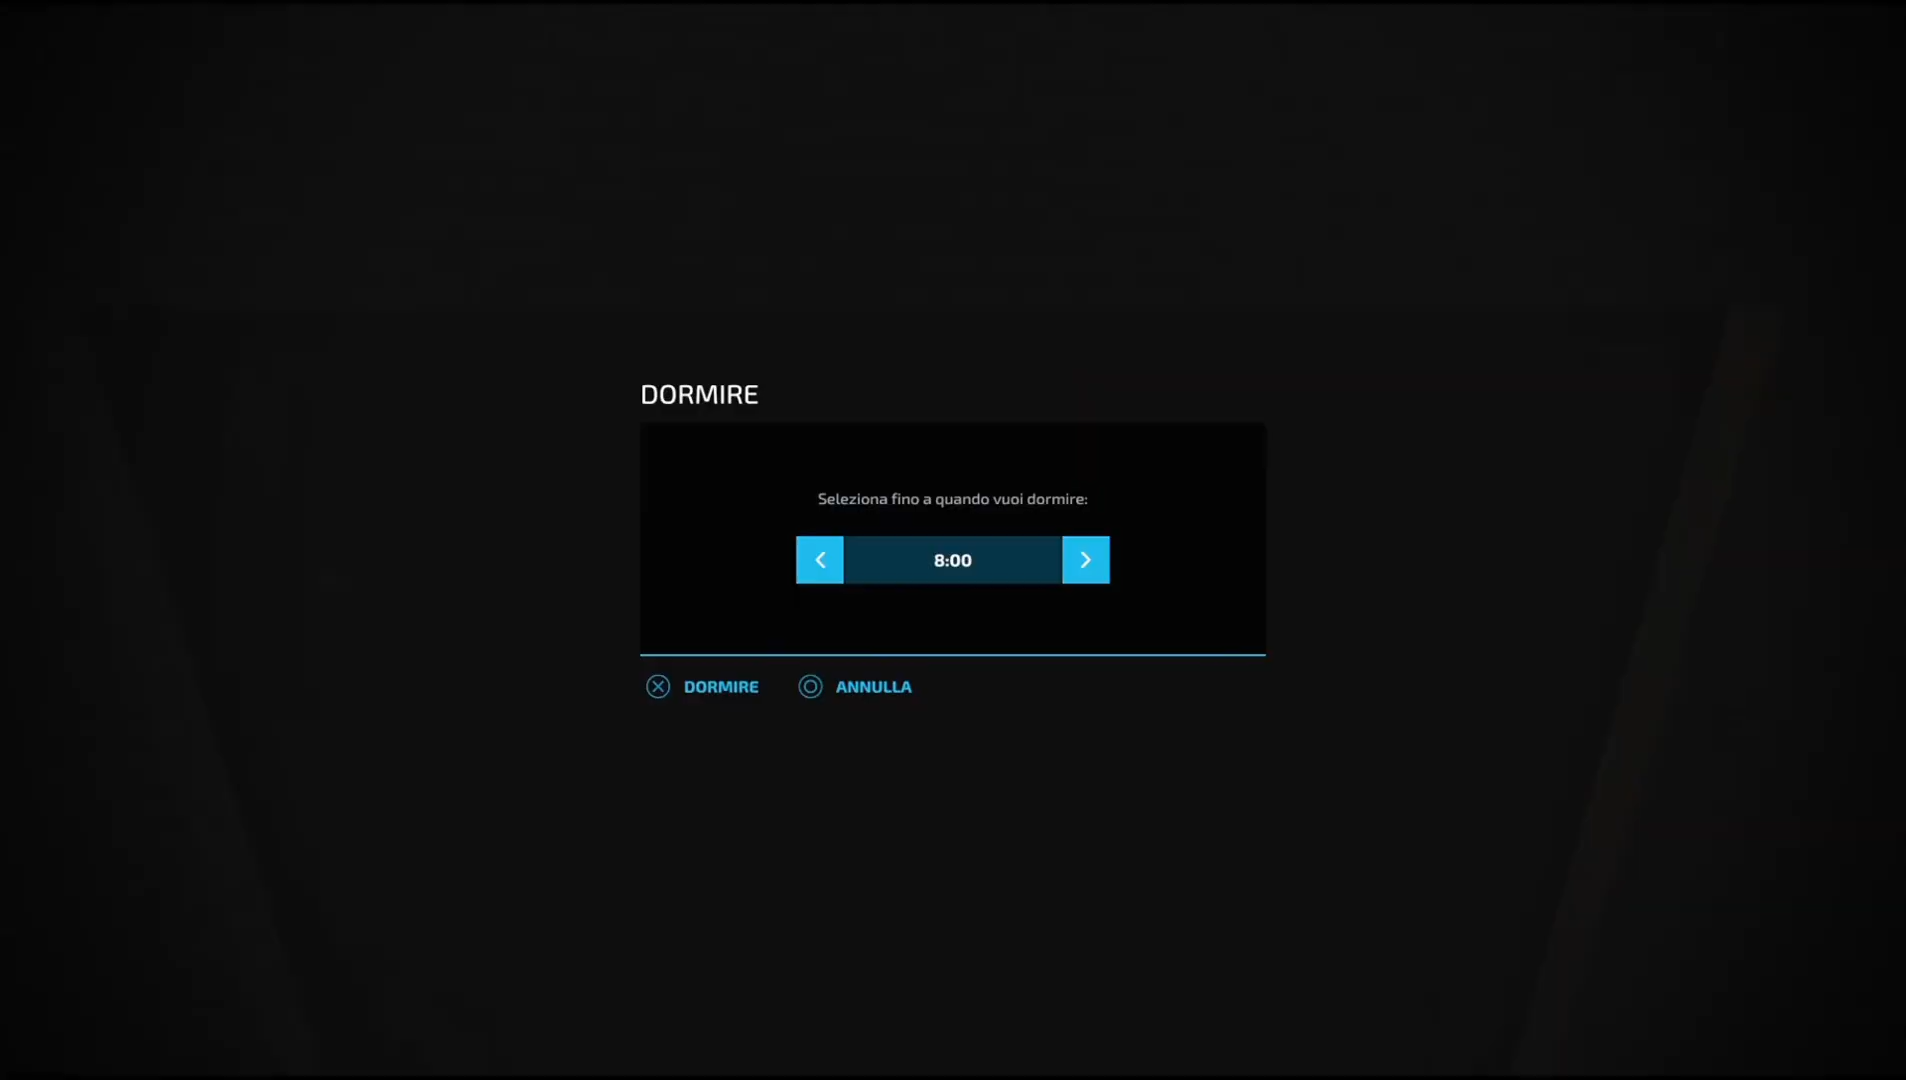 DORMIRE
Seleziona fino a quando vuoi dormire:
8:00
DORMIRE ANNULLA